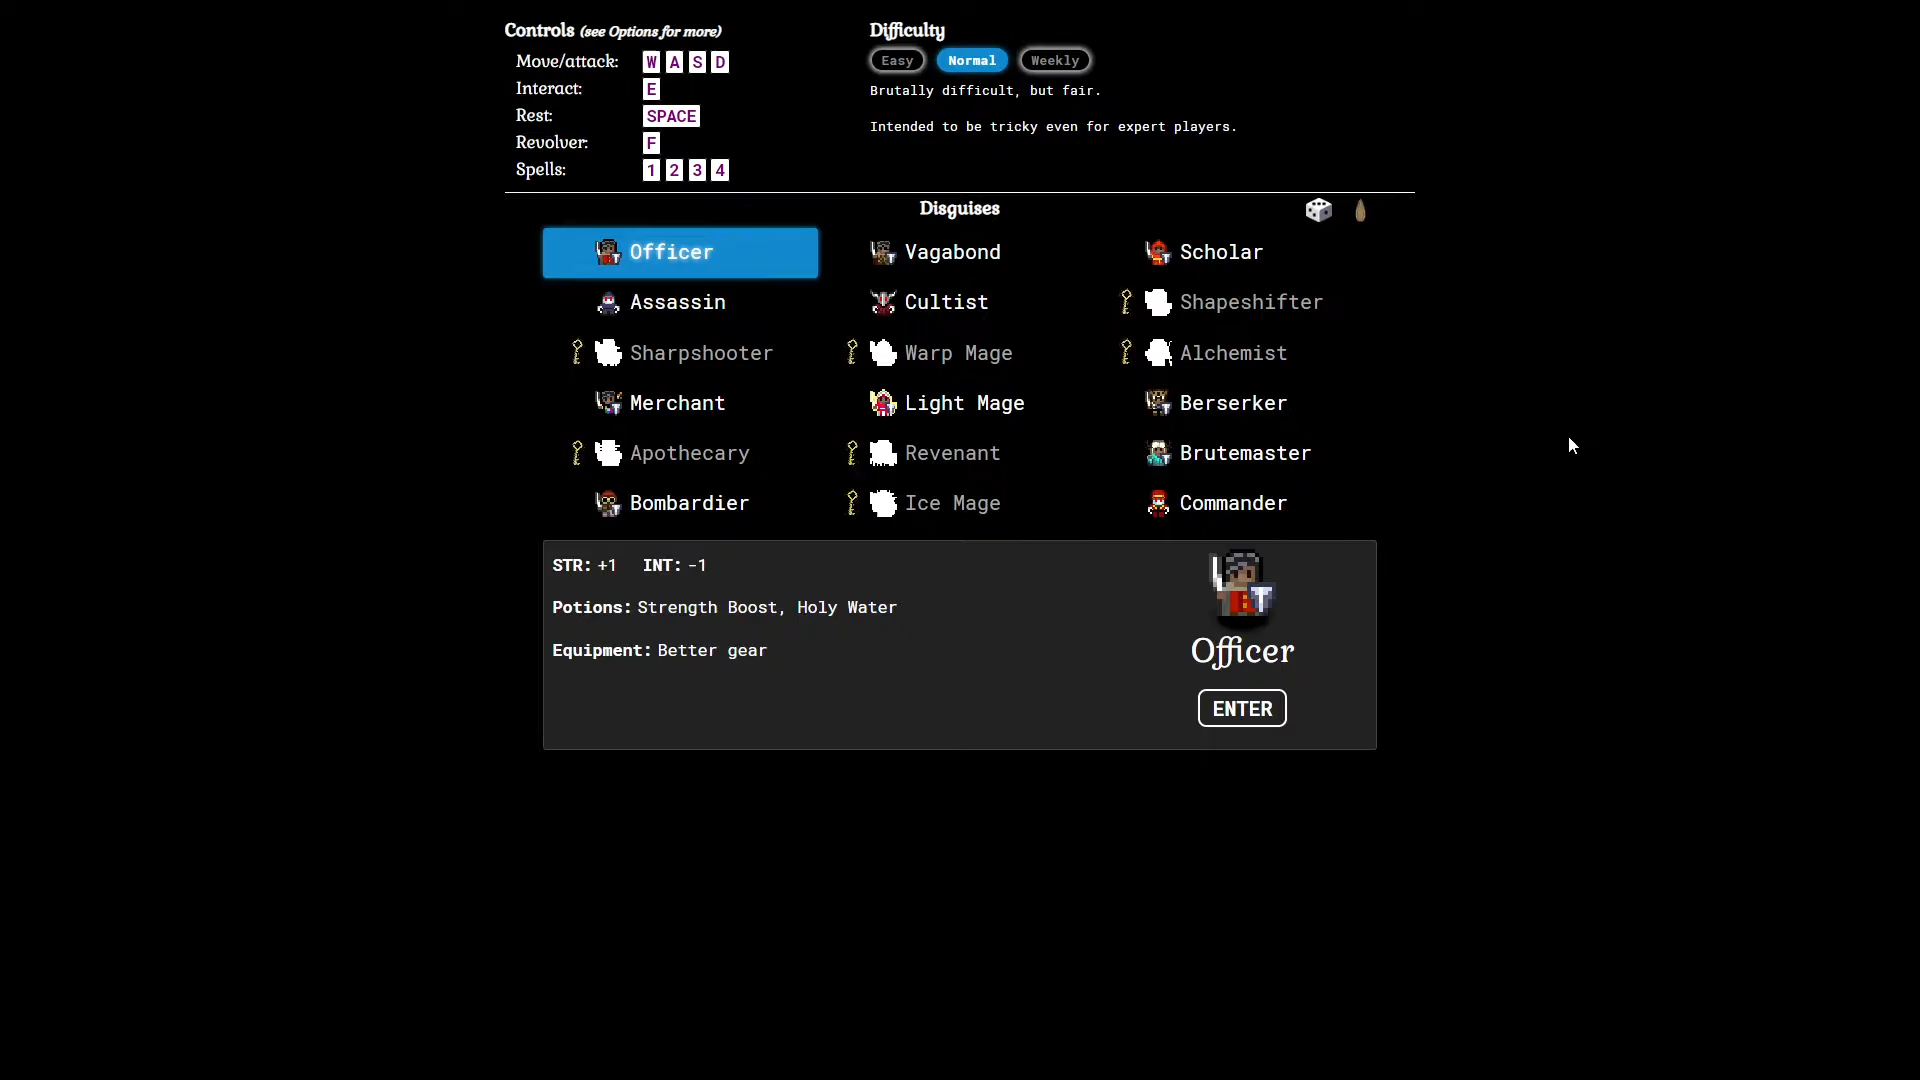 Controls (see Options for more)
Move/attack: W A S D
Interact: E
Rest: SPACE
Revolver: F
Spells: 1 2 3 4
Difficulty
Easy Normal Weekly
Brutally difficult, but fair.
Intended to be tricky even for expert players.
Disguises
Officer Vagabond Scholar
Assassin Cultist Shapeshifter
Sharpshooter Warp Mage Alchemist
Merchant Light Mage Berserker
Apothecary Revenant Brutemaster
Bombardier Ice Mage Commander
STR: +1 INT: -1
Potions: Strength Boost, Holy Water
Equipment: Better gear
Officer
ENTER